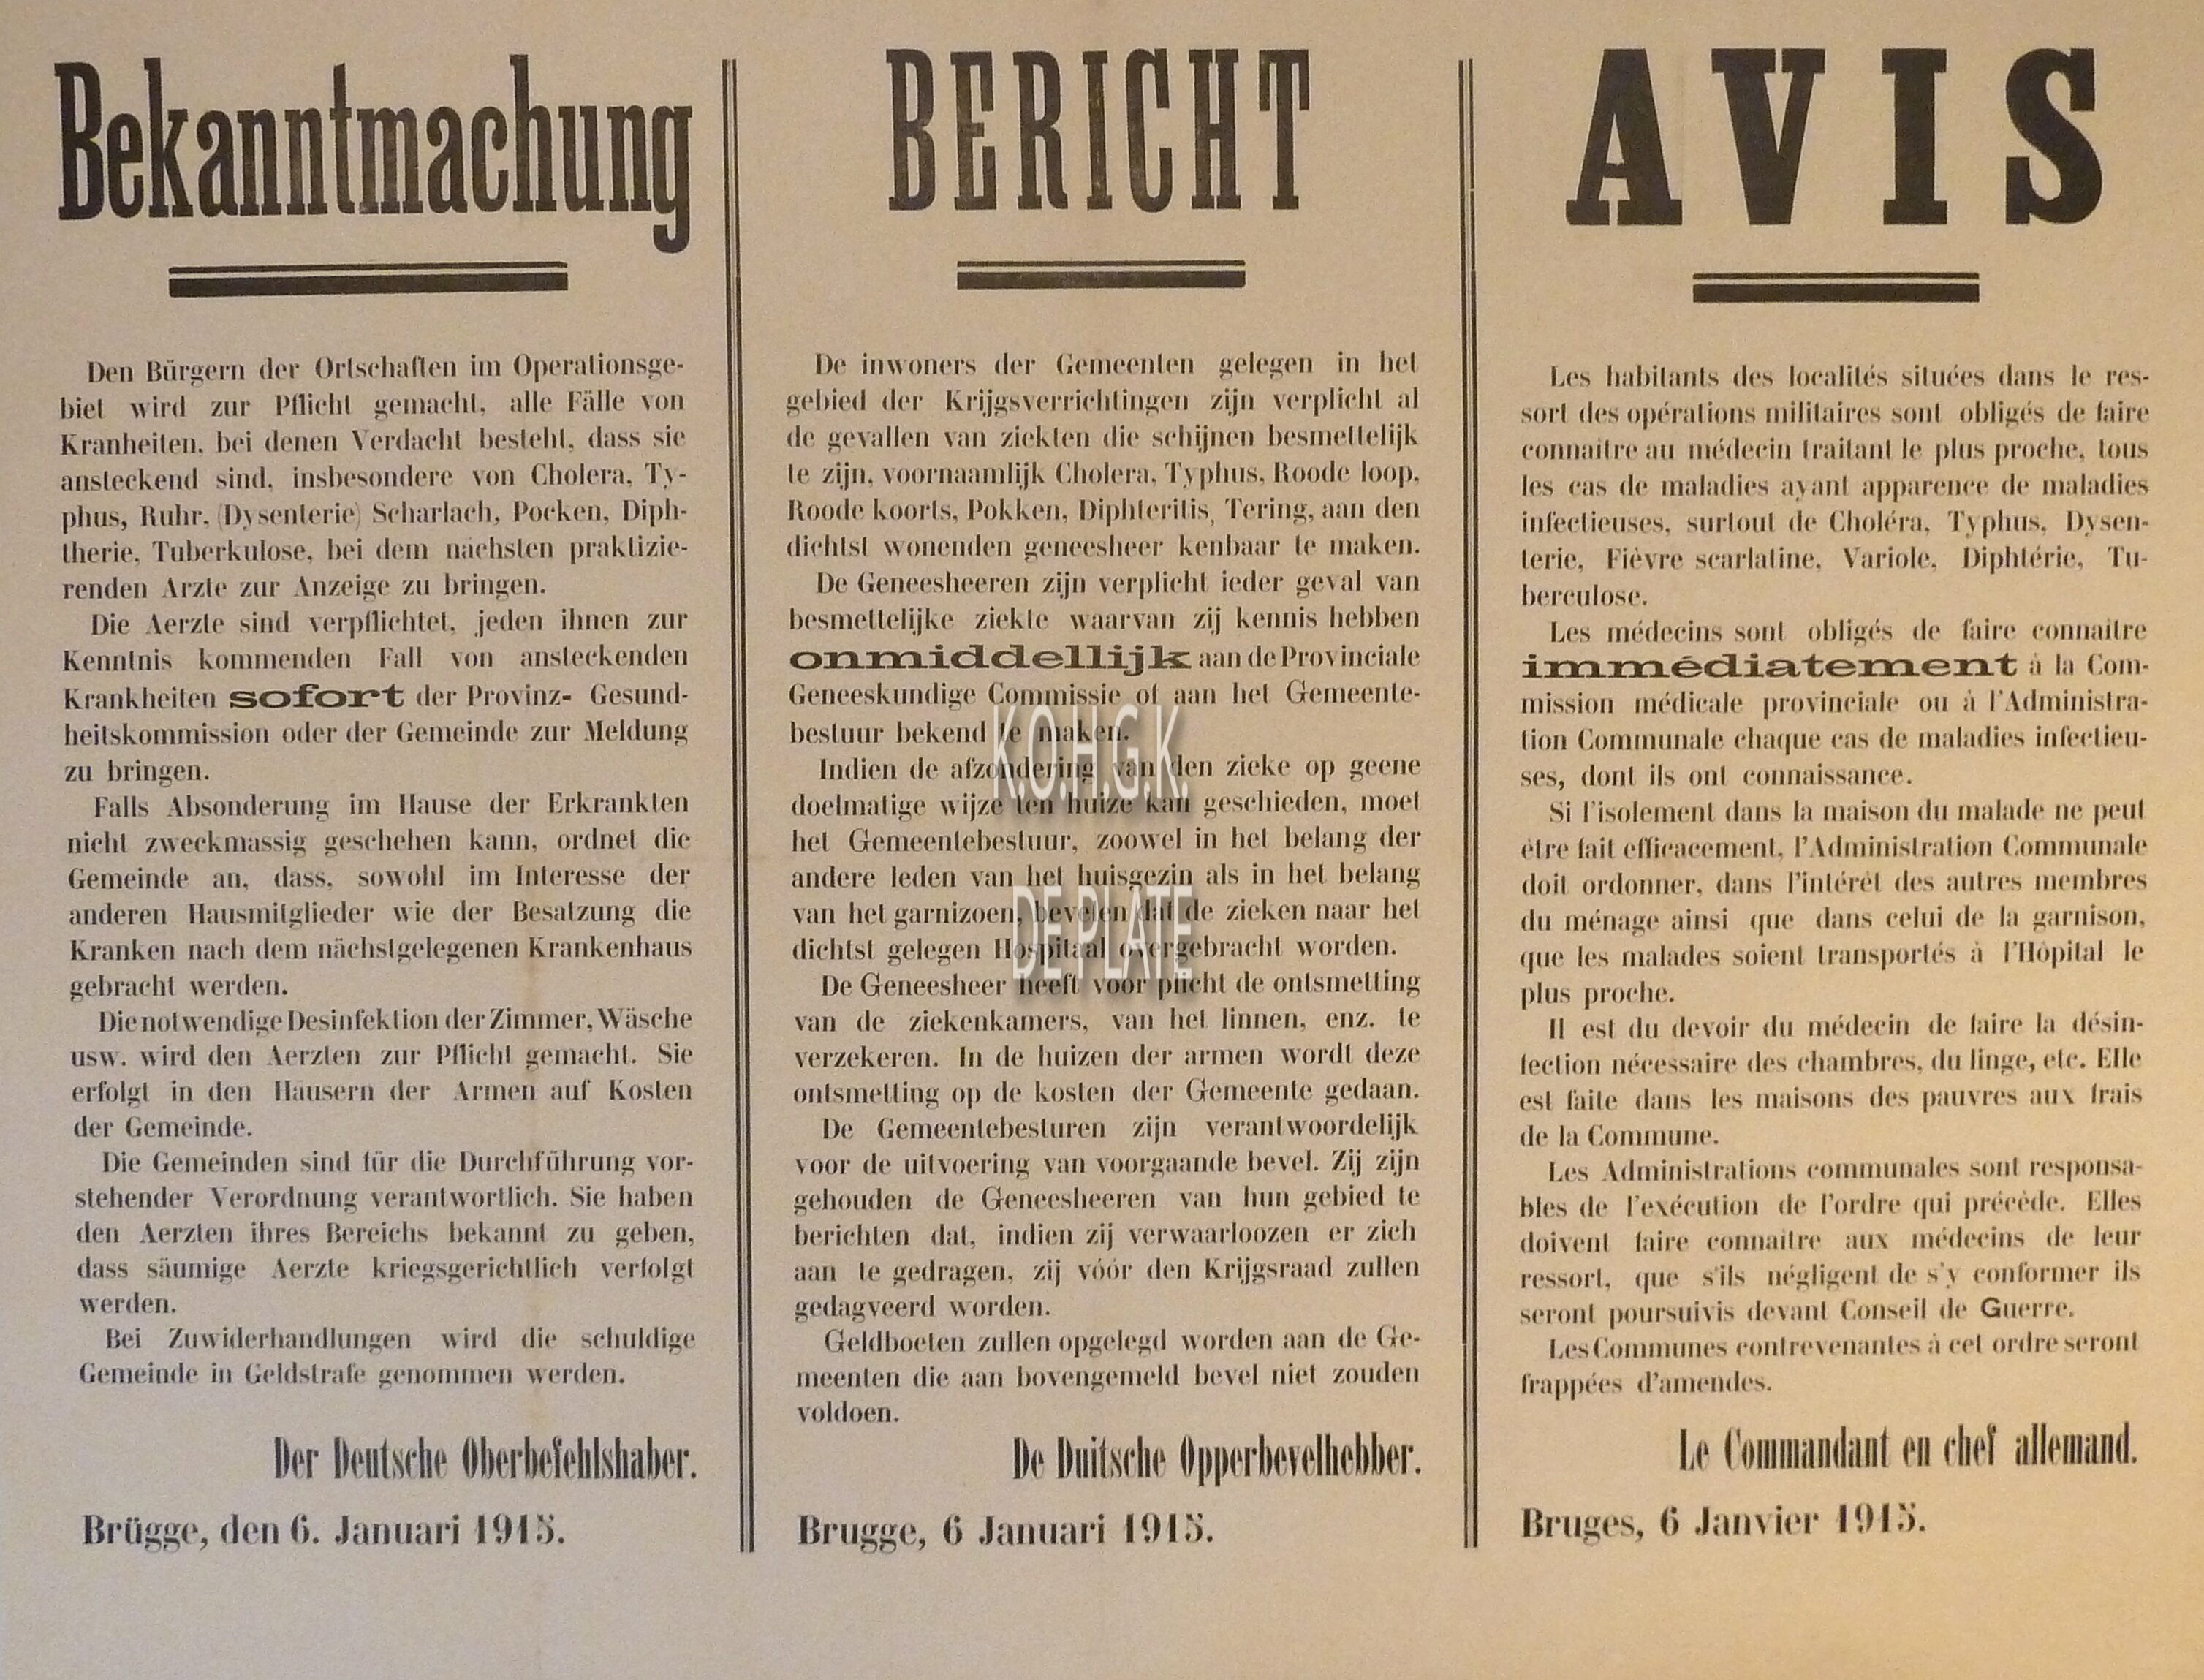 Bekanntmachung
Den Bürgern der Ortschaften im Operationsge-
biet wird zur Pflicht gemacht, alle Fälle von
Kranheiten, bei denen Verdacht besteht, dass sie
ansteckend sind, insbesondere von Cholera, Ty-
phus, Ruhr, (Dysenterie) Scharlach, Pocken, Diph-
therie, Tuberkulose, bei dem nachsten praktizie-
renden Arzte zur Anzeige zu bringen.
Die Aerzte sind verpflichtet, jeden ihnen zur
Kenntnis kommenden Fall von ansteckenden
Krankheiten sofort der Provinz- Gesund-
heitskommission oder der Gemeinde zur Meldung
zu bringen.
Falls Absonderung im Hause der Erkrankten
nicht zweckmassig geschehen kann, ordnet die
Gemeinde an, dass, sowohl im Interesse der
anderen Hausmitglieder wie der Besatzung die
Kranken nach dem nächstgelegenen Krankenhaus
gebracht werden.
Die notwendige Desinfektion der Zimmer, Wäsche
usw. wird den Aerzten zur Pflicht gemacht. Sie
erfolgt in den Hausern der Armen auf Kosten
der Gemeinde.
Die Gemeinden sind für die Durchführung vor-
stehender Verordnung verantwortlich. Sie haben
den Aerzten ihres Bereichs bekannt zu geben,
dass säumige Aerzte kriegsgerichtlich verfolgt
werden.
Bei Zuwiderhandlungen wird die schuldige
Gemeinde in Geldstrafe genommen werden.
Der Deutsche Oberbefehlshaber.
Brügge, den 6. Januari 1915.
BERICHT
De inwoners der Gemeenten gelegen in het
gebied der Krijgsverrichtingen zijn verplicht al
de gevallen van ziekten die schijnen besmettelijk
te zijn, voornaamlijk Cholera, Typhus, Roode loop,
Roode koorts, Pokken, Diphteritis, Tering, aan den
dichtst wonenden geneesheer kenbaar te maken.
De Geneesheeren zijn verplicht ieder geval van
besmettelijke ziekte waarvan zij kennis hebben
onmiddellijk aan de Provinciale
Geneeskundige Commissie of aan het Gemeente-
bestuur bekend te maken.
Indien de afzondering van den zieke op geene
doelmatige wijze ten huize kan geschieden, moet
het Gemeentebestuur, zoowel in het belang der
andere leden van het huisgezin als in het belang
van het garnizoen, bevelen dat de zieken naar het
dichtst gelegen Hospitaal overgebracht worden.
De Geneesheer heeft voor plicht de ontsmetting
van de ziekenkamers, van het linnen, enz. te
verzekeren. In de huizen der armen wordt deze
ontsmetting op de kosten der Gemeente gedaan.
De Gemeentebesturen zijn verantwoordelijk
voor de uitvoering van voorgaande bevel. Zij zijn
gehouden de Geneesheeren van hun gebied te
berichten dat, indien zij verwaarloozen er zich
aan te gedragen, zij vóór den Krijgsraad zullen
gedagveerd worden.
Geldboeten zullen opgelegd worden aan de Ge-
meenten die aan bovengemeld bevel niet zouden
voldoen.
De Duitsche Opperbevelhebber.
Brugge, 6 Januari 1915.
K.O.H.G.K.
DE PLATE
AVIS
Les habitants des localités situées dans le res-
sort des opérations militaires sont obligés de faire
connaitre au médecin traitant le plus proche, tous
les cas de maladies ayant apparence de maladies
infectieuses, surtout de Choléra, Typhus, Dysen-
terie, Fièvre scarlatine, Variole, Diphtérie, Tu-
berculose.
Les médecins sont obligés de faire connaitre
immédiatement à la Com-
mission médicale provinciale ou à l'Administra-
tion Communale chaque cas de maladies infectieu-
ses, dont ils ont connaissance.
Si l'isolement dans la maison du malade ne peut
être fait efficacement, l'Administration Communale
doit ordonner, dans l'intérêt des autres membres
du ménage ainsi que dans celui de la garnison,
que les malades soient transportés à l'Hôpital le
plus proche.
Il est du devoir du médecin de faire la désin-
fection nécessaire des chambres, du linge, etc. Elle
est faite dans les maisons des pauvres aux frais
de la Commune.
Les Administrations communales sont responsa-
bles de l'exécution de l'ordre qui précède. Elles
doivent faire connaitre aux médecins de leur
ressort, que s'ils négligent de s'y conformer ils
seront poursuivis devant Conseil de Guerre.
Les Communes contrevenantes à cet ordre seront
frappées d'amendes.
Le Commandant en chef allemand.
Bruges, 6 Janvier 1915.